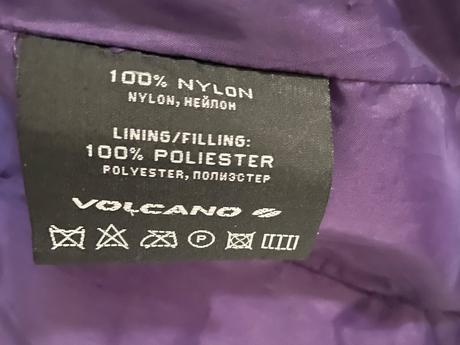 100% NYLON
NYLON, НЕЙЛОН
LINING/FILLING:
100% POLIESTER
POLYESTER, ПОЛИЭСТЕР
VOLCANO
P